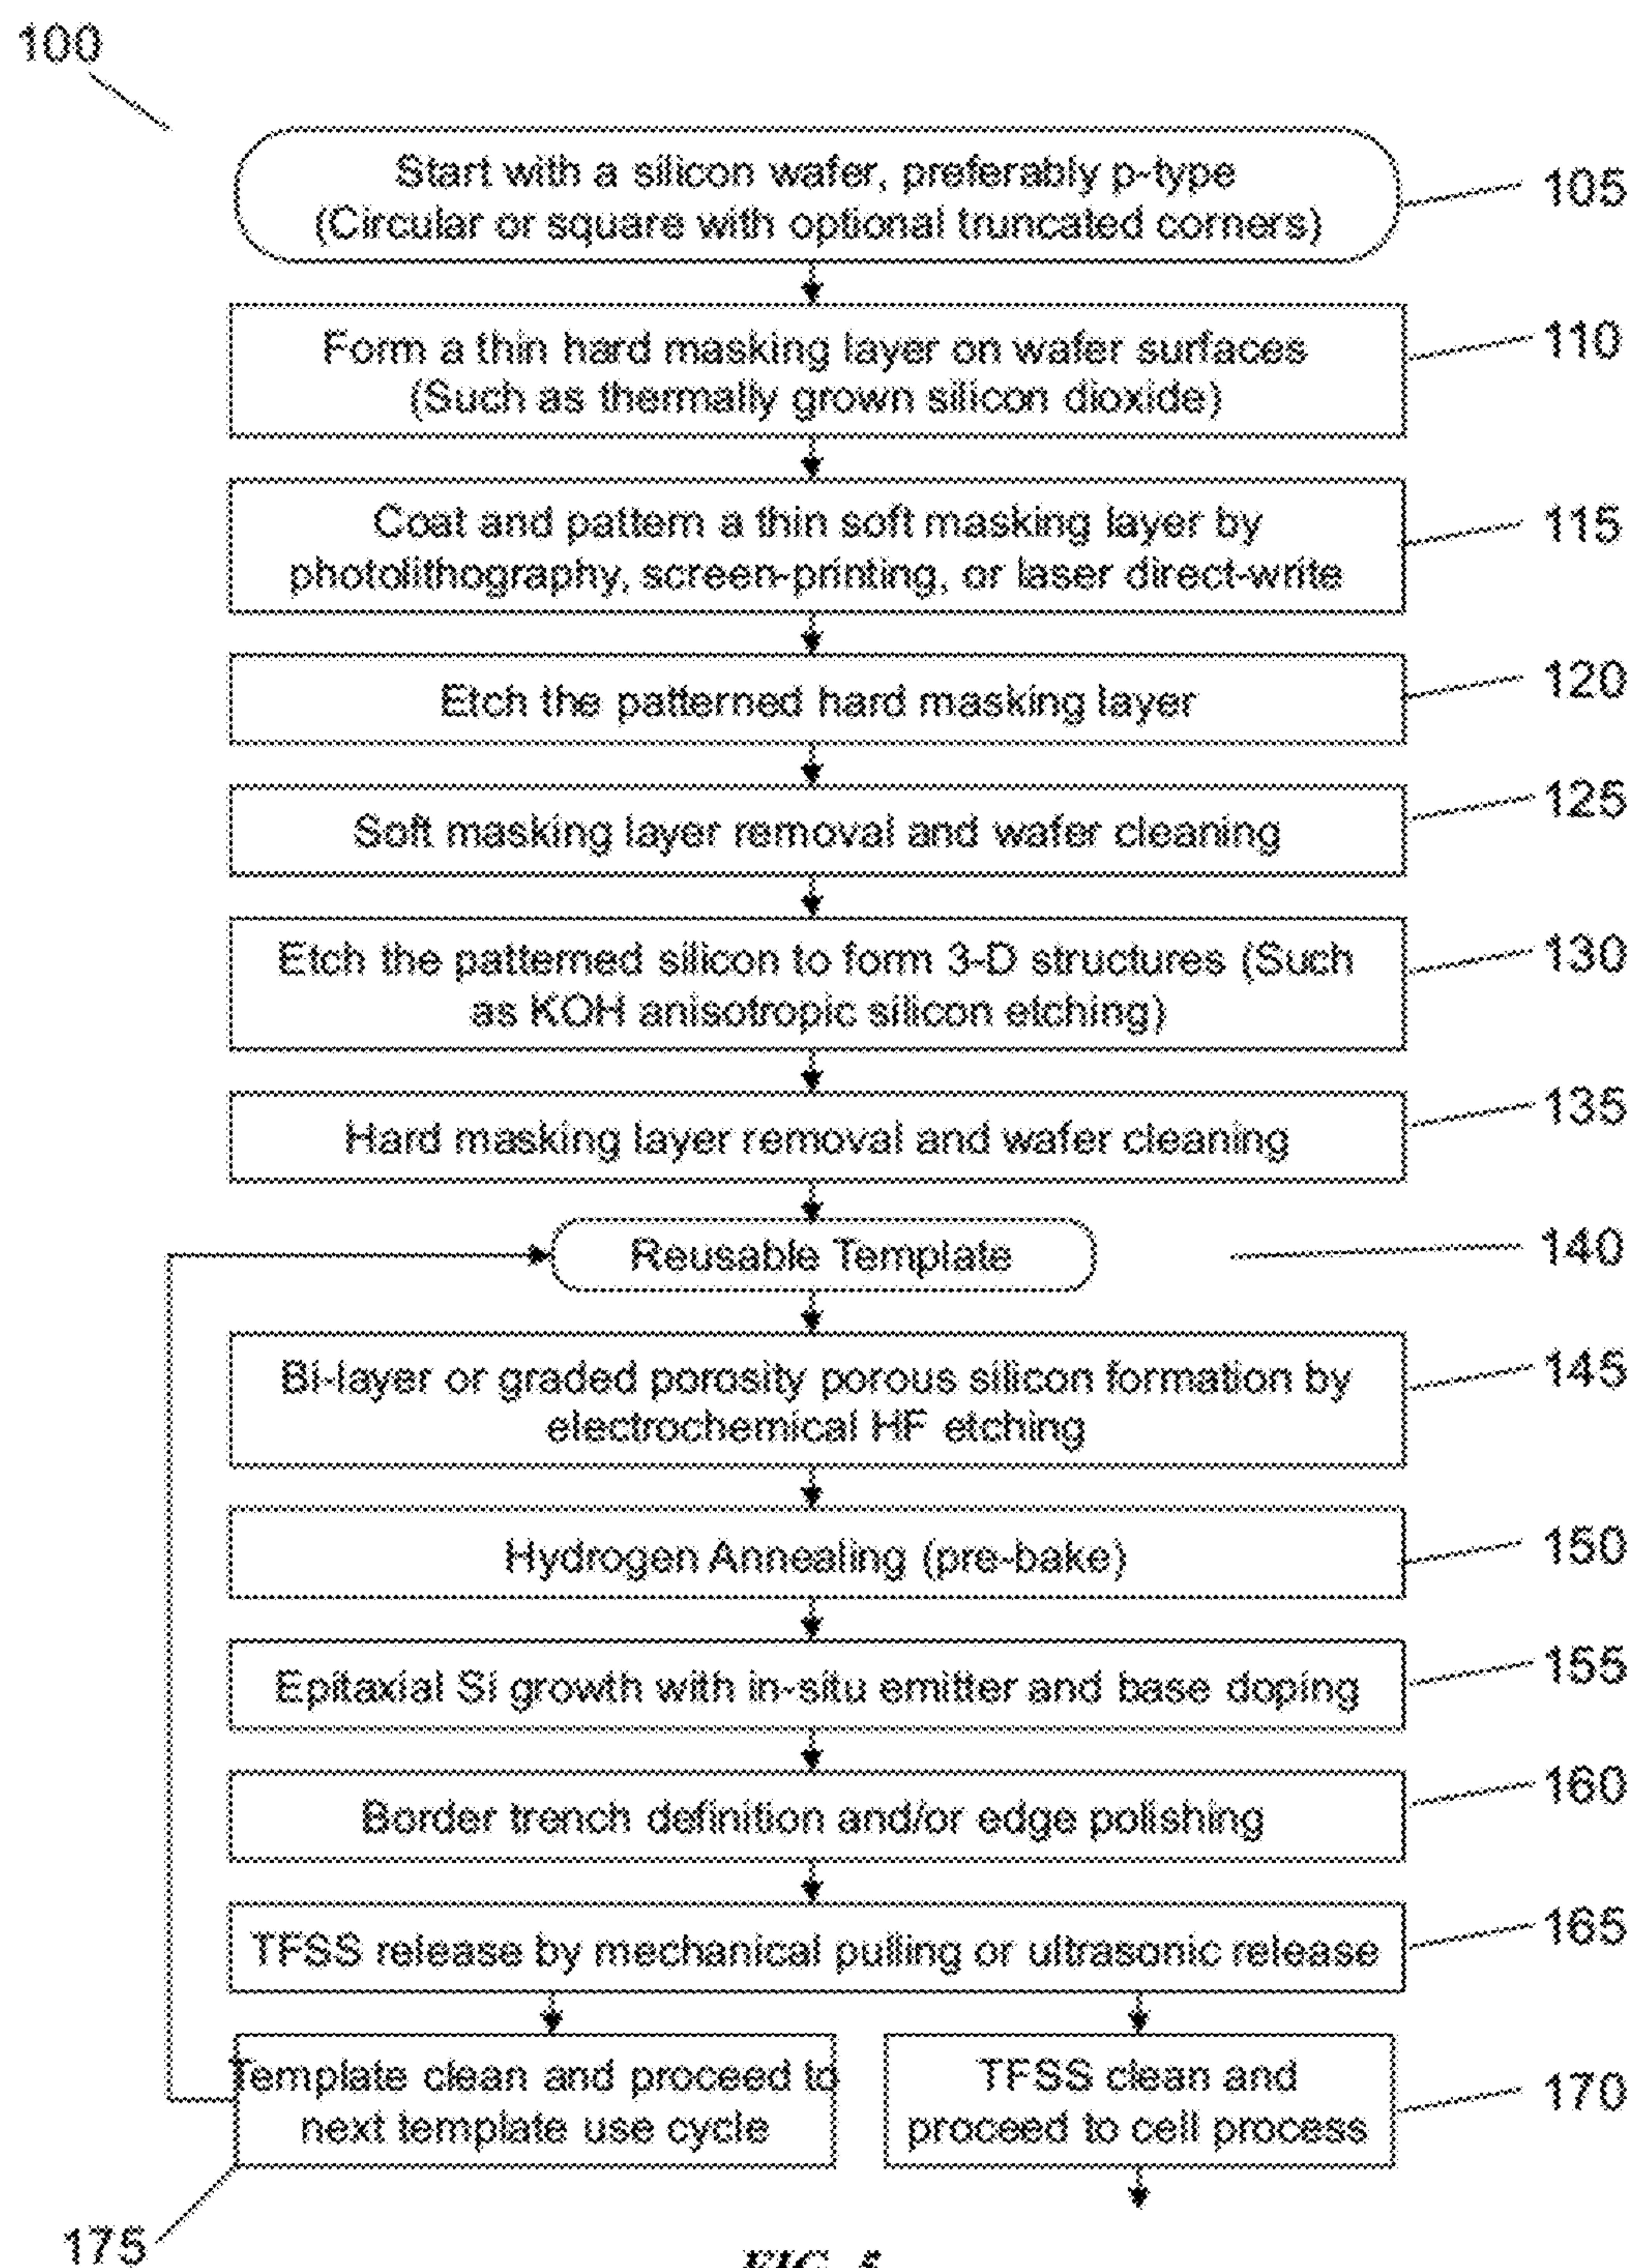 100
Start with a silicon wafer, preferably p-type
(Circular or square with optional truncated corners)
105
Form a thin hard masking layer on wafer surfaces
(Such as thermally grown silicon dioxide)
110
Coat and pattern a thin soft masking layer by
photolithography, screen-printing, or laser direct-write
115
Etch the patterned hard masking layer
120
Soft masking layer removal and wafer cleaning
125
Etch the patterned silicon to form 3-D structures (Such
as KOH anisotropic silicon etching)
130
Hard masking layer removal and wafer cleaning
135
Reusable Template
140
Bi-layer or graded porosity porous silicon formation by
electrochemical HF etching
145
Hydrogen Annealing (pre-bake)
150
Epitaxial Si growth with in-situ emitter and base doping
155
Border trench definition and/or edge polishing
160
TFSS release by mechanical pulling or ultrasonic release
165
Template clean and proceed to
next template use cycle
175
TFSS clean and
proceed to cell process
170
FIG. 5